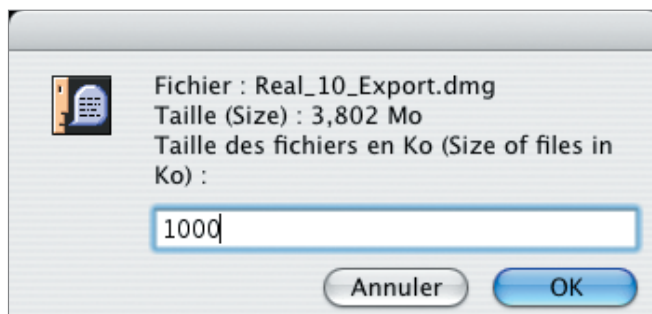 Fichier : Real_10_Export.dmg
Taille (Size) : 3,802 Mo
Taille des fichiers en Ko (Size of files in
Ko) :
1000
Annuler
OK